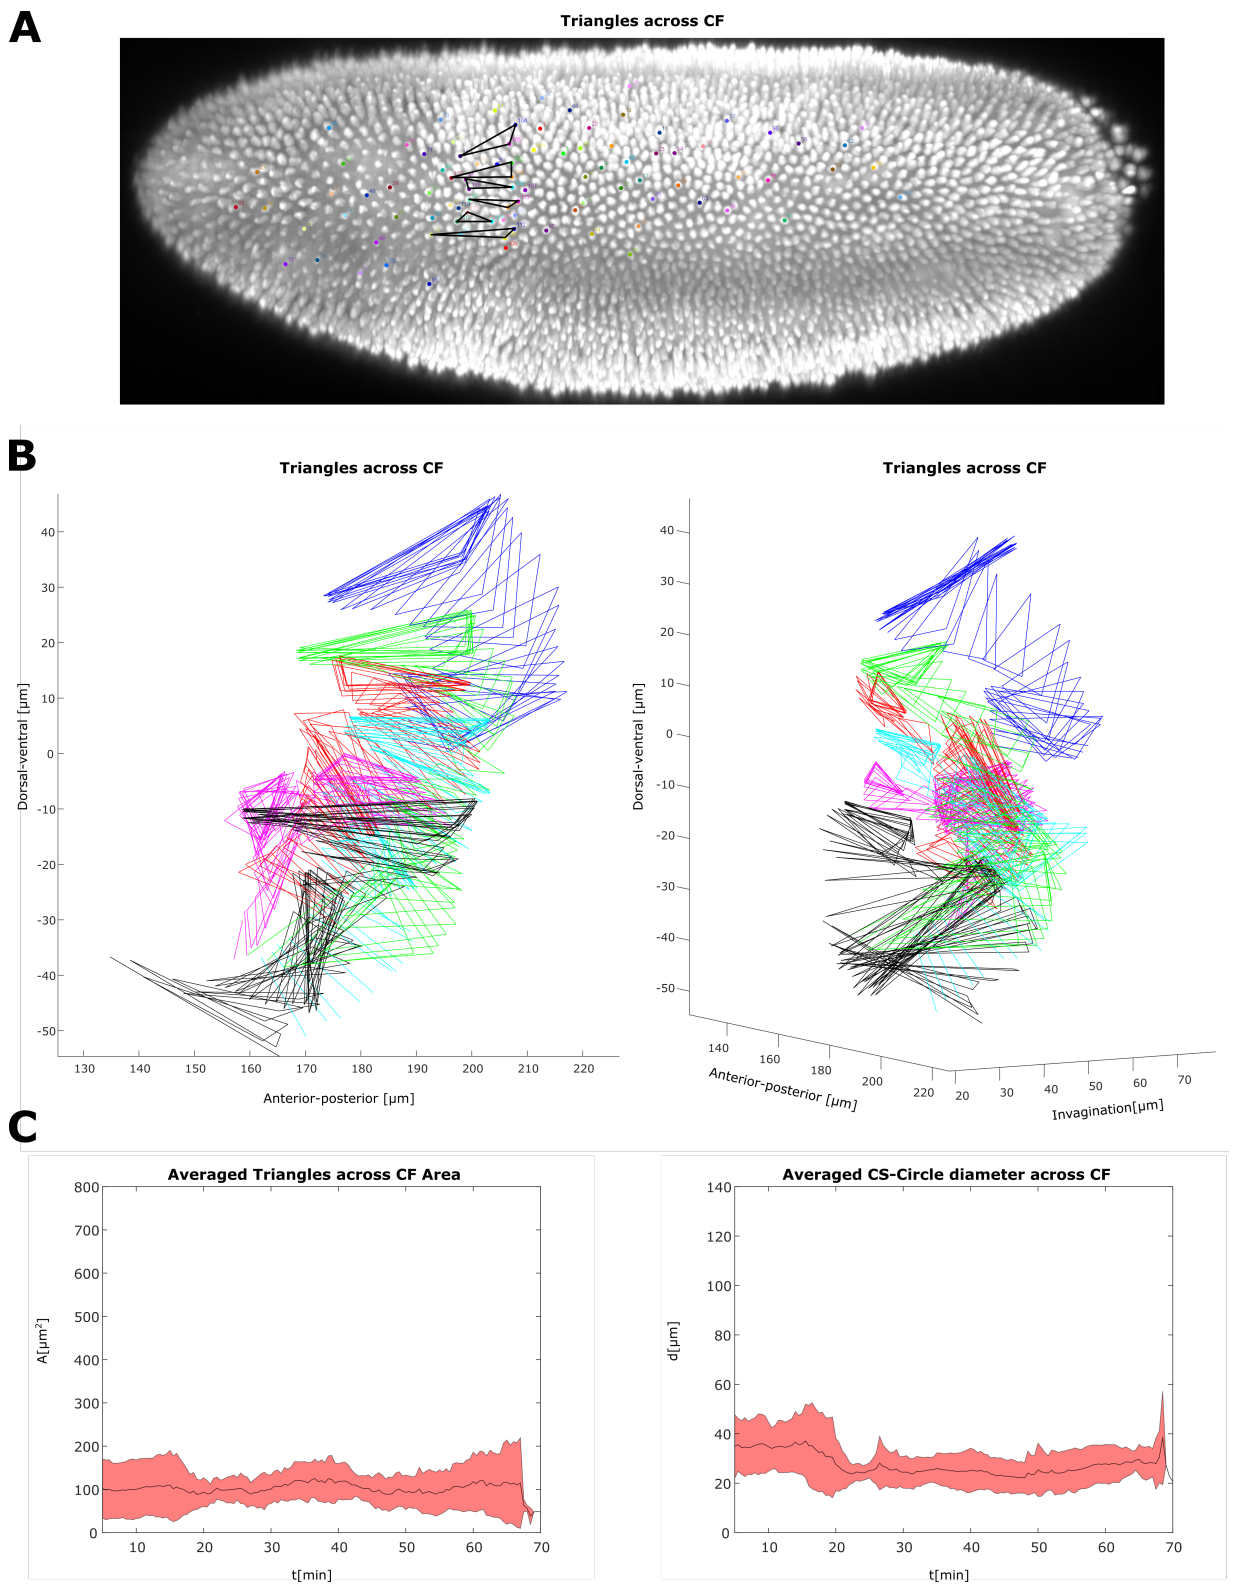 A
Triangles across CF
104
B
Triangles across CF
Triangles across CF
40
30
20
10
0
-10
-20
-30
-40
-50
Dorsal-ventral [µm]
130 140 150 160 170 180 190 200 210 220
Anterior-posterior [µm]
40
30
20
10
0
-10
-20
-30
-40
-50
Dorsal-ventral [µm]
140 160 180 200 220
Anterior-posterior [µm]
20 30 40 50 60 70
Invagination[µm]
C
Averaged Triangles across CF Area
800
700
600
500
400
300
200
100
0
A[µm²]
10 20 30 40 50 60 70
t[min]
Averaged CS-Circle diameter across CF
140
120
100
80
60
40
20
0
d[µm]
10 20 30 40 50 60 70
t[min]